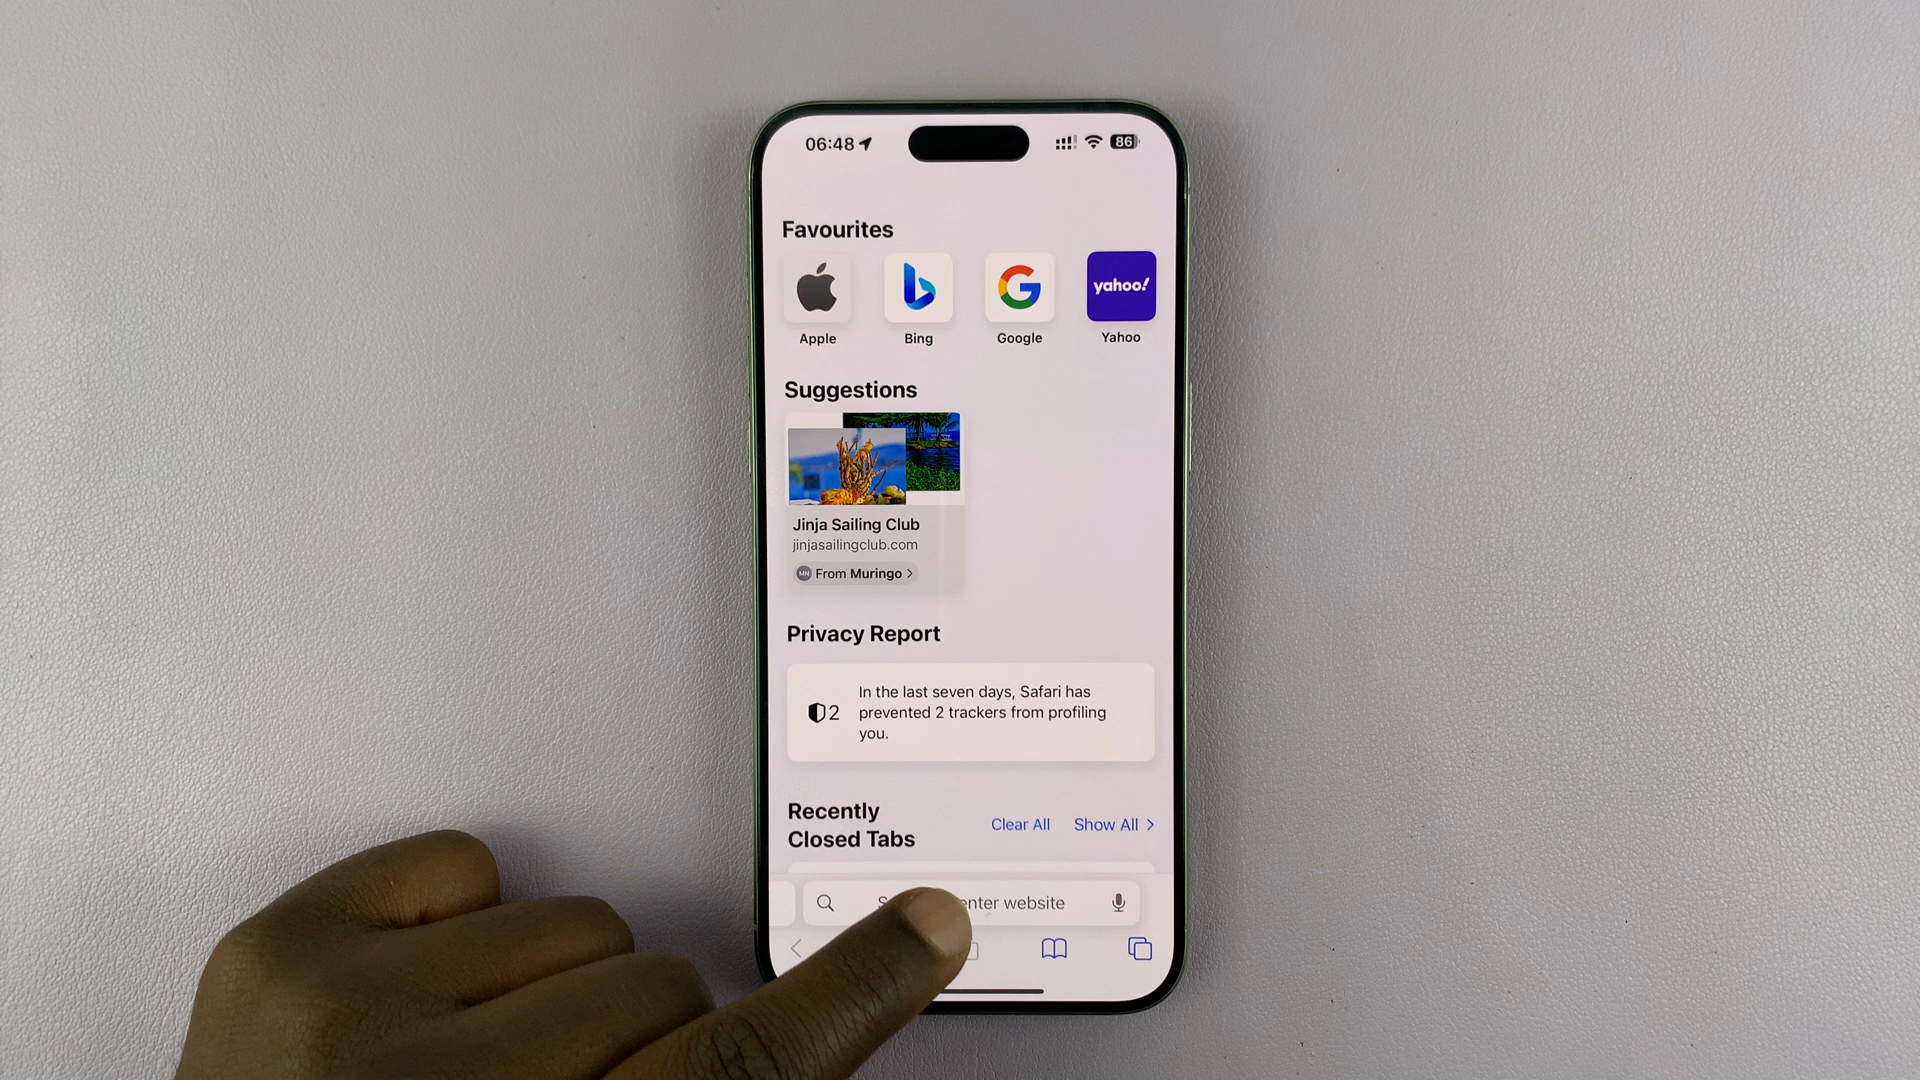 06:48
86
Favourites
yahoo!
Apple
Bing
Google
Yahoo
Suggestions
Jinja Sailing Club
jinjasailingclub.com
MN From Muringo >
Privacy Report
2
In the last seven days, Safari has
prevented 2 trackers from profiling
you.
Recently
Closed Tabs
Clear All
Show All >
enter website